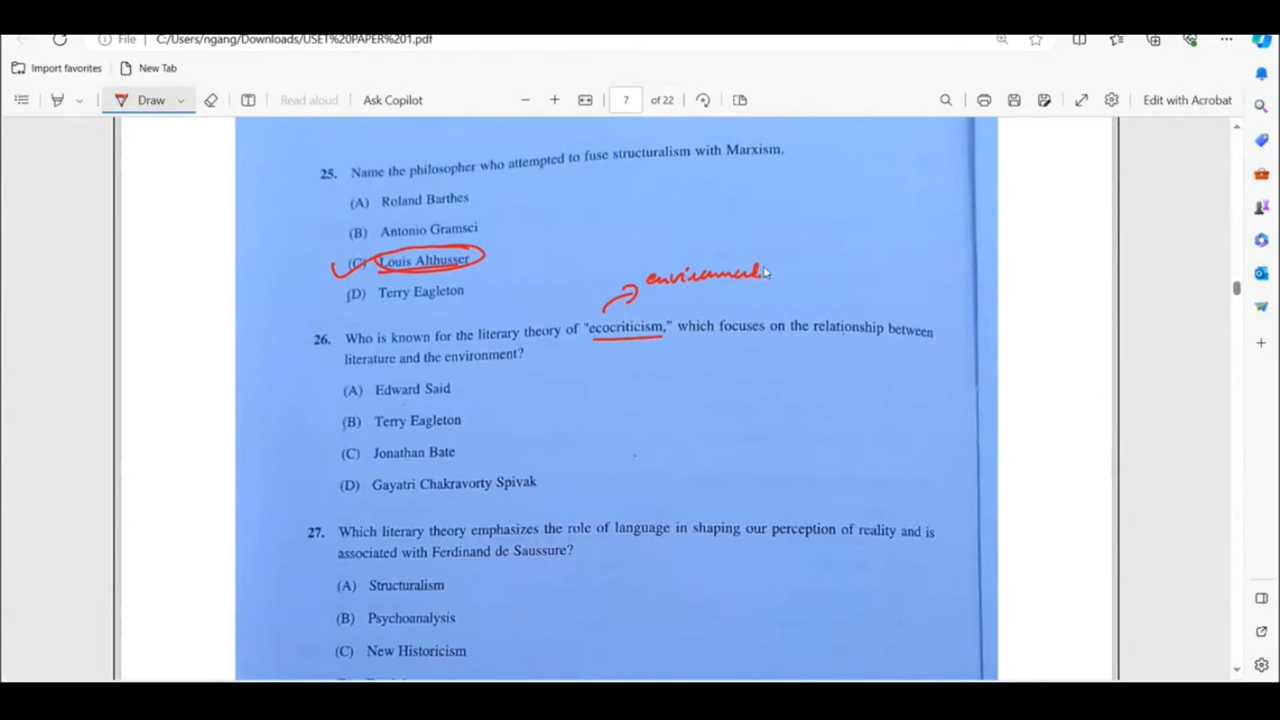 File C:/Users/ngang/Downloads/USET%20PAPER%201.pdf
Import favorites New Tab
Draw Read aloud Ask Copilot 7 of 22 Edit with Acrobat
25. Name the philosopher who attempted to fuse structuralism with Marxism.
(A) Roland Barthes
(B) Antonio Gramsci
(C) Louis Althusser
(D) Terry Eagleton
environment
26. Who is known for the literary theory of "ecocriticism," which focuses on the relationship between
literature and the environment?
(A) Edward Said
(B) Terry Eagleton
(C) Jonathan Bate
(D) Gayatri Chakravorty Spivak
27. Which literary theory emphasizes the role of language in shaping our perception of reality and is
associated with Ferdinand de Saussure?
(A) Structuralism
(B) Psychoanalysis
(C) New Historicism